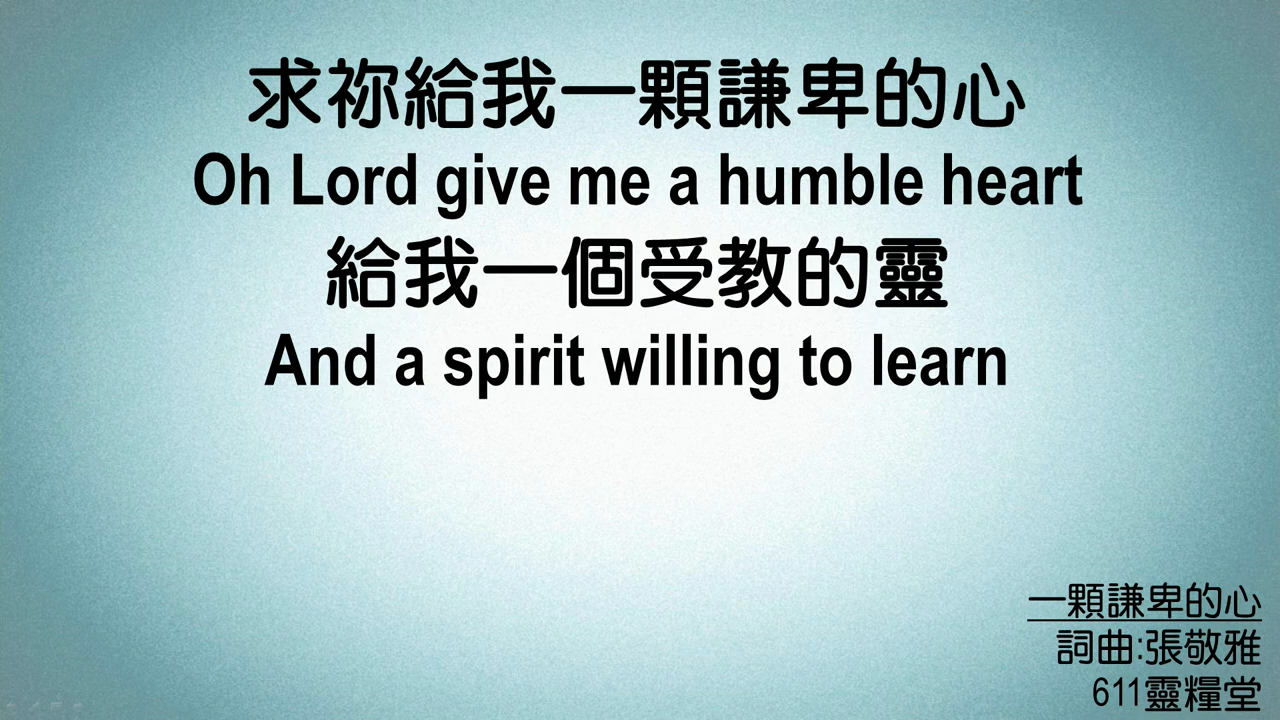 求祢給我一顆謙卑的心
Oh Lord give me a humble heart
給我一個受教的靈
And a spirit willing to learn
一顆謙卑的心
詞曲:張敬雅
611靈糧堂